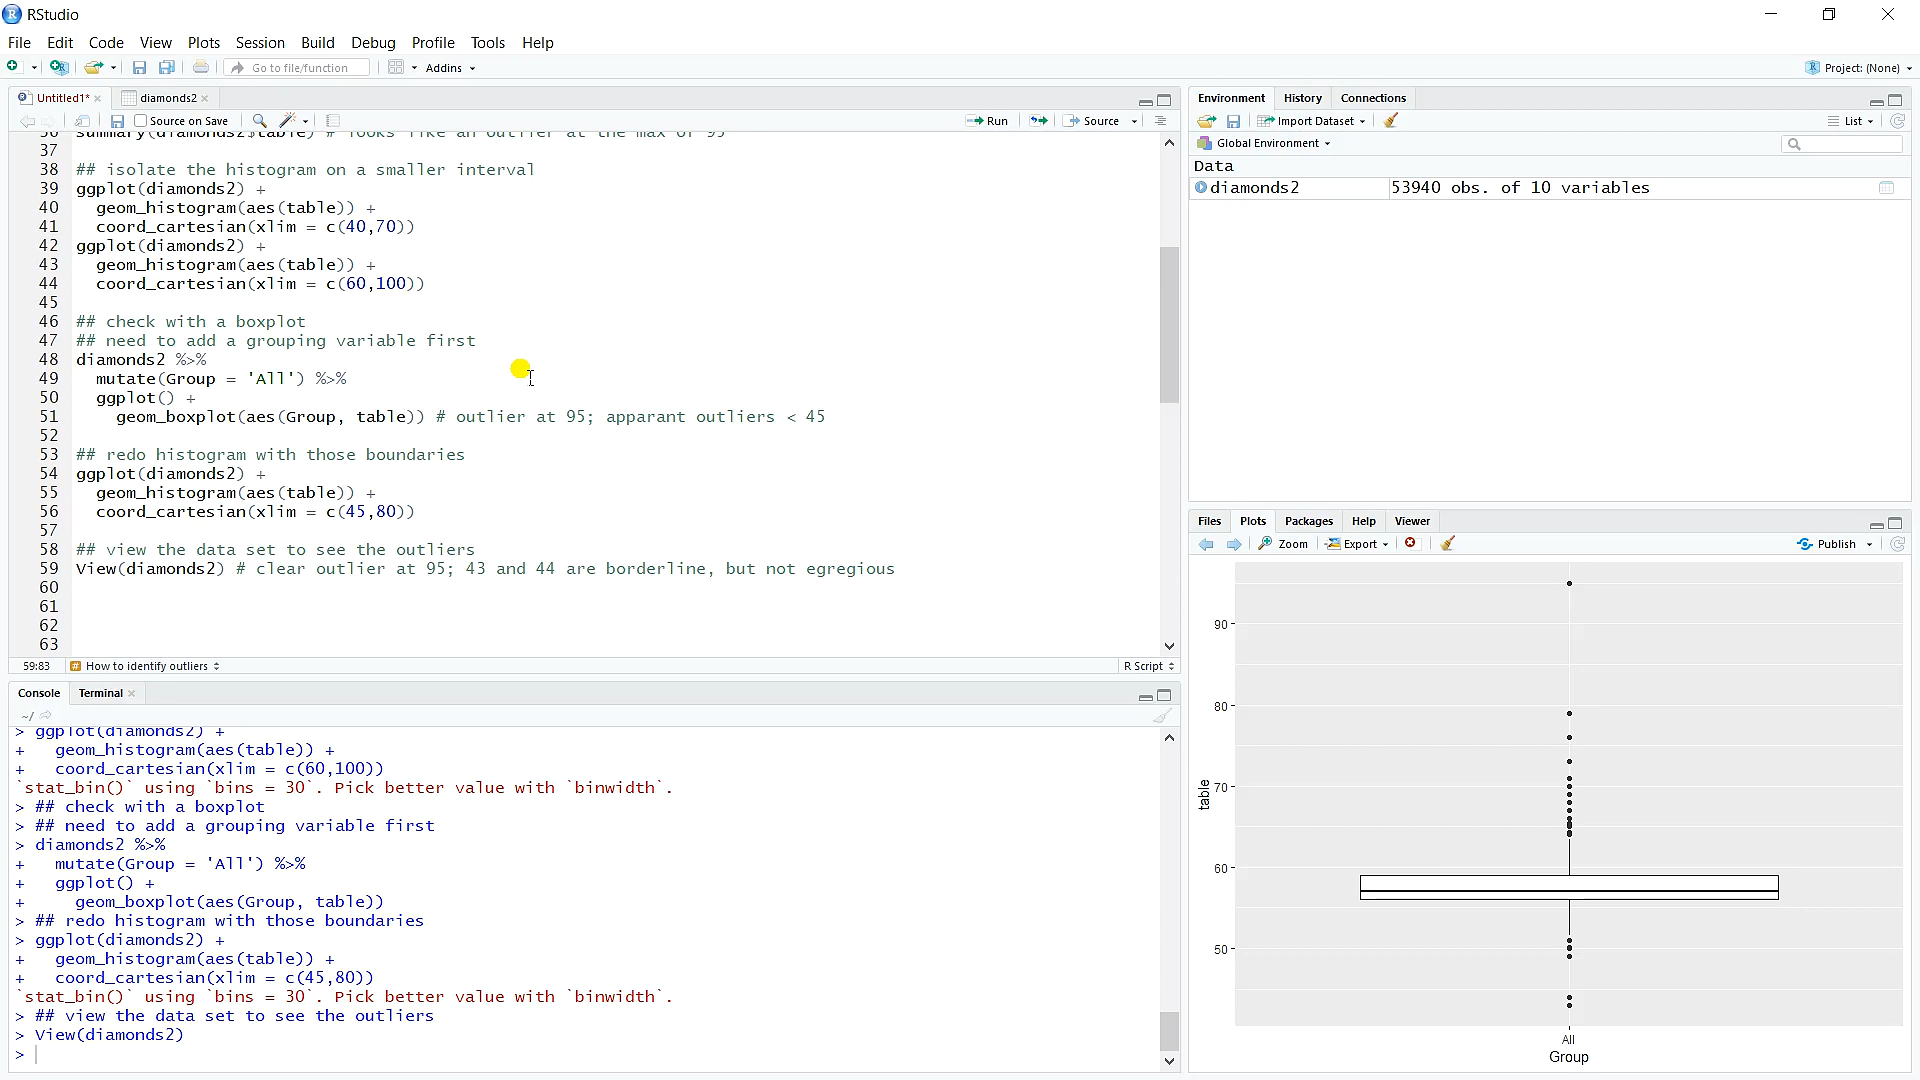 RStudio
File Edit Code View Plots Session Build Debug Profile Tools Help
Go to file/function Addins Project: (None)
Untitled1* diamonds2
Source on Save Run Source
36 summary(diamonds2$table) # looks like an outlier at the max of 95
37
38 ## isolate the histogram on a smaller interval
39 ggplot(diamonds2) +
40 geom_histogram(aes(table)) +
41 coord_cartesian(xlim = c(40,70))
42 ggplot(diamonds2) +
43 geom_histogram(aes(table)) +
44 coord_cartesian(xlim = c(60,100))
45
46 ## check with a boxplot
47 ## need to add a grouping variable first
48 diamonds2 %>%
49 mutate(Group = 'All') %>%
50 ggplot() +
51 geom_boxplot(aes(Group, table)) # outlier at 95; apparant outliers < 45
52
53 ## redo histogram with those boundaries
54 ggplot(diamonds2) +
55 geom_histogram(aes(table)) +
56 coord_cartesian(xlim = c(45,80))
57
58 ## view the data set to see the outliers
59 View(diamonds2) # clear outlier at 95; 43 and 44 are borderline, but not egregious
60
61
62
63
59:83 # How to identify outliers R Script
Console Terminal
~/
> ggplot(diamonds2) +
+ geom_histogram(aes(table)) +
+ coord_cartesian(xlim = c(60,100))
`stat_bin()` using `bins = 30`. Pick better value with `binwidth`.
> ## check with a boxplot
> ## need to add a grouping variable first
> diamonds2 %>%
+ mutate(Group = 'All') %>%
+ ggplot() +
+ geom_boxplot(aes(Group, table))
> ## redo histogram with those boundaries
> ggplot(diamonds2) +
+ geom_histogram(aes(table)) +
+ coord_cartesian(xlim = c(45,80))
`stat_bin()` using `bins = 30`. Pick better value with `binwidth`.
> ## view the data set to see the outliers
> View(diamonds2)
>
Environment History Connections
Import Dataset List
Global Environment
Data
diamonds2 53940 obs. of 10 variables
Files Plots Packages Help Viewer
Zoom Export Publish
90
80
70
60
50
table
All
Group